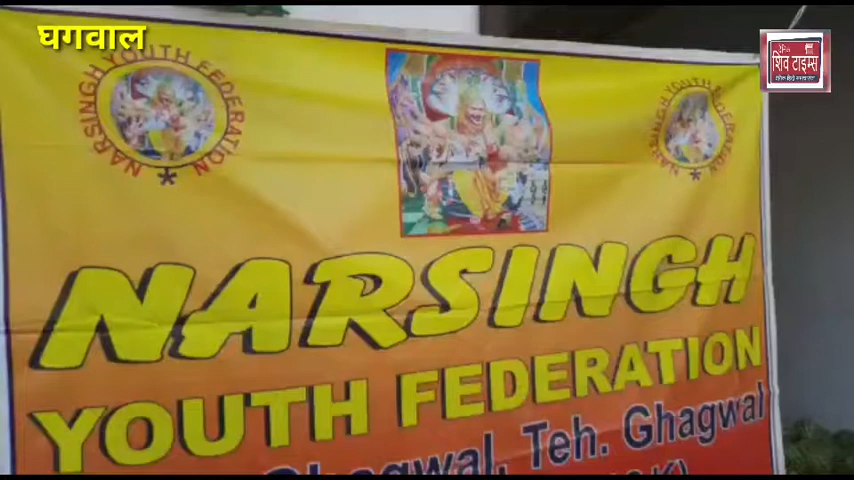 घगवाल
शिव टाइम्स
NARSINGH YOUTH FEDERATION
NARSINGH YOUTH FEDERATION
NARSINGH
YOUTH FEDERATION
Ghagwal, Teh. Ghagwal